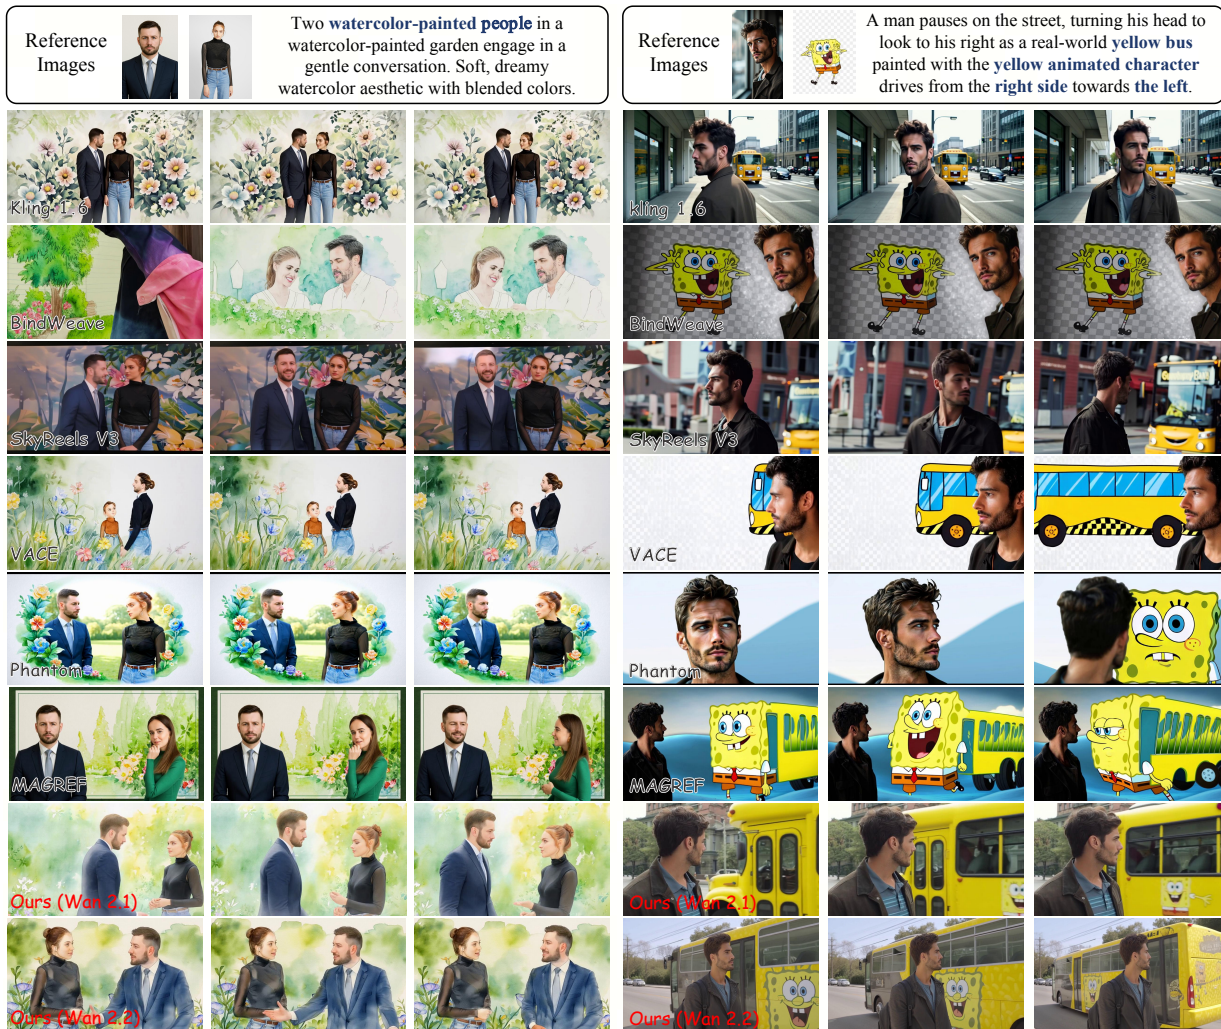 Reference
Images
Two watercolor-painted people in a
watercolor-painted garden engage in a
gentle conversation. Soft, dreamy
watercolor aesthetic with blended colors.
Reference
Images
A man pauses on the street, turning his head to
look to his right as a real-world yellow bus
painted with the yellow animated character
drives from the right side towards the left.
Kling 1.6
kling 1.6
BindWeave
BindWeave
SkyReels V3
SkyReels V3
VACE
VACE
Phantom
Phantom
MAGREF
MAGREF
Ours (Wan 2.1)
Ours (Wan 2.1)
Ours (Wan 2.2)
Ours (Wan 2.2)